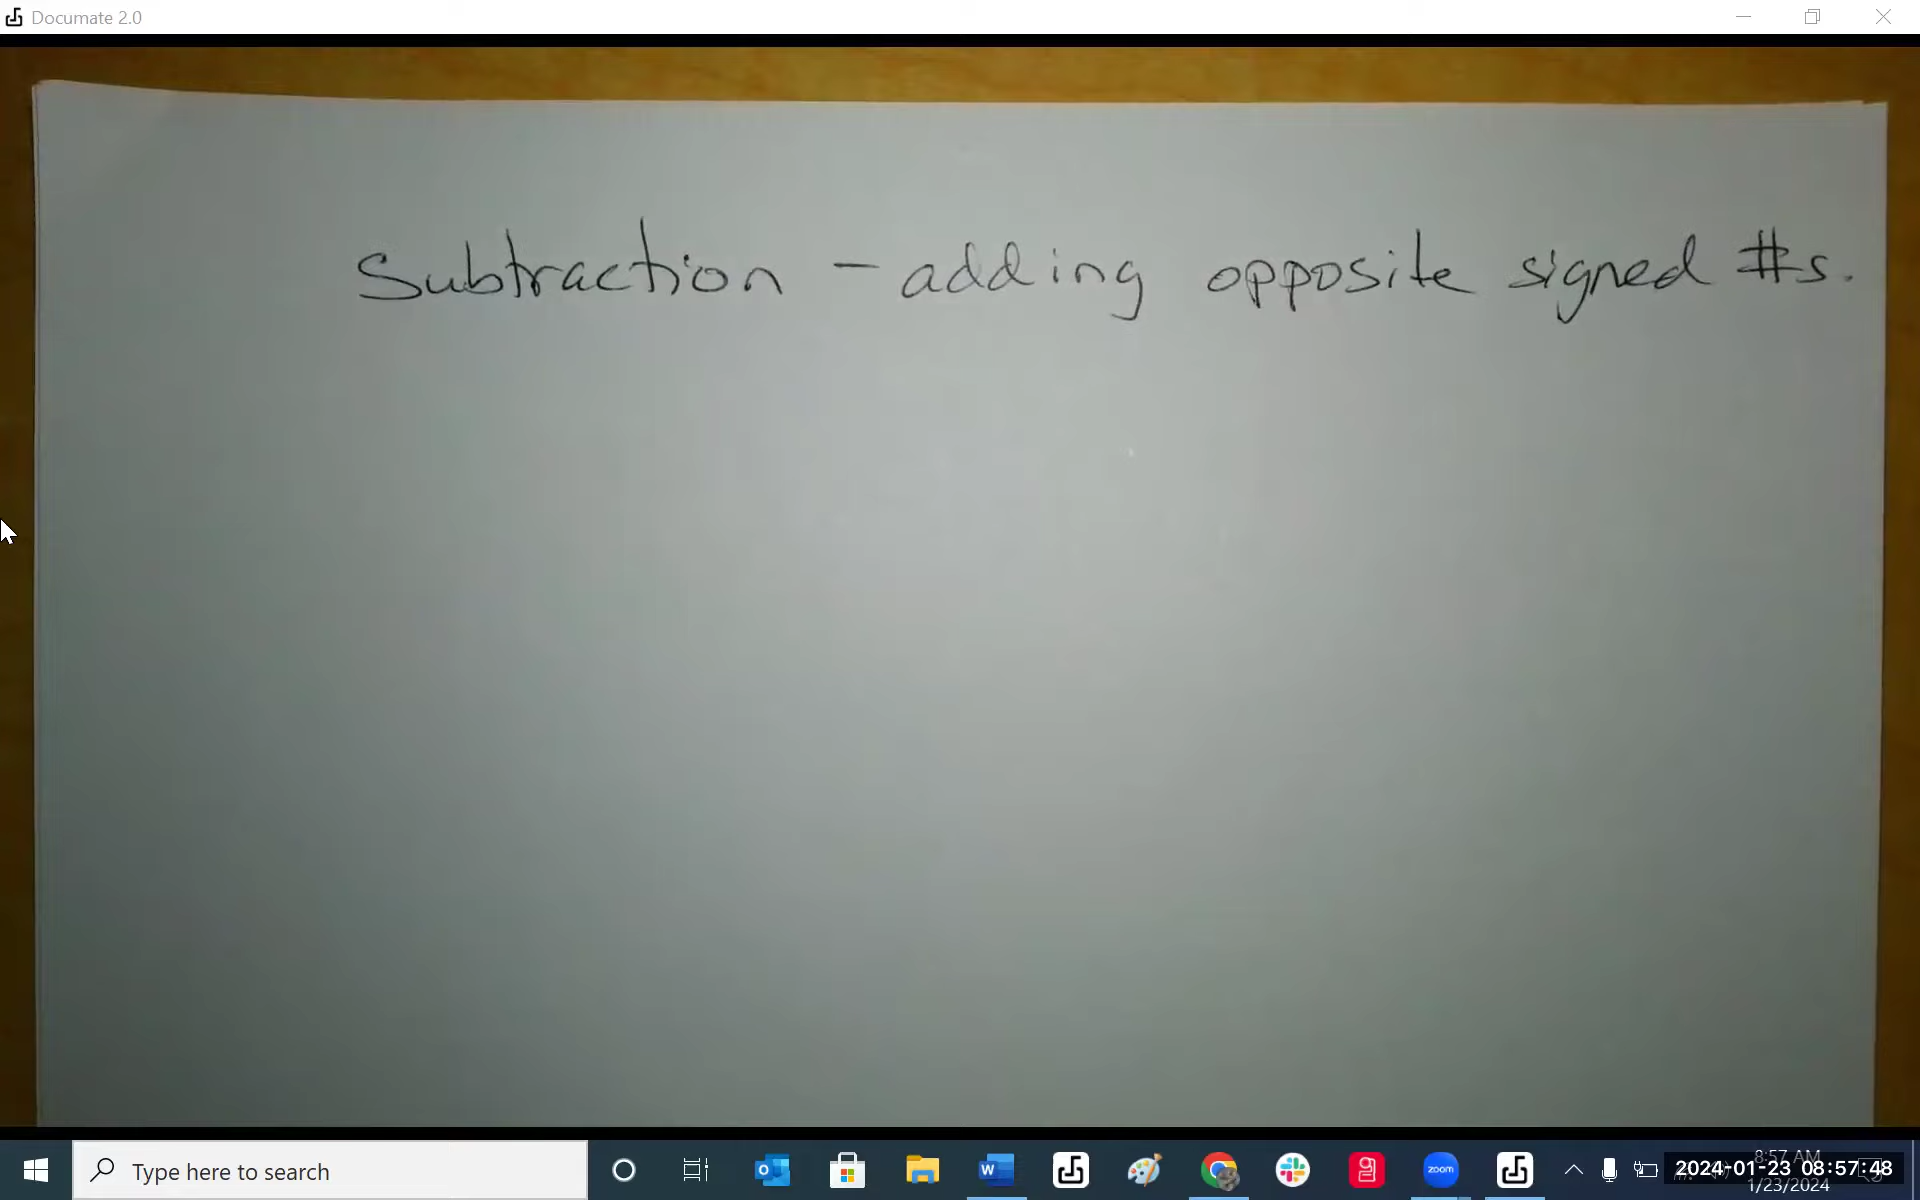 Documate 2.0
Subtraction - adding opposite signed #s.
Type here to search
zoom
8:57 AM
2024-01-23 08:57:48
1/23/2024